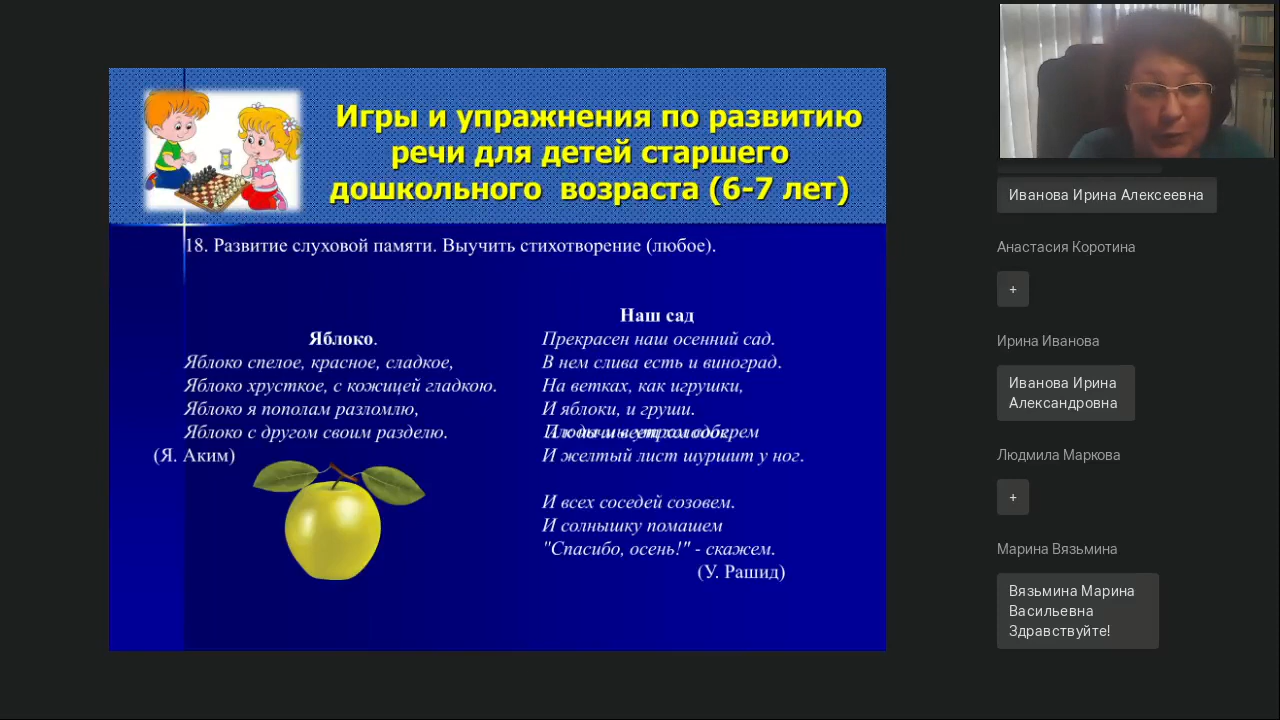 Игры и упражнения по развитию
речи для детей старшего
дошкольного возраста (6-7 лет)
18. Развитие слуховой памяти. Выучить стихотворение (любое).
Яблоко.
Яблоко спелое, красное, сладкое,
Яблоко хрусткое, с кожицей гладкою.
Яблоко я пополам разломлю,
Яблоко с другом своим разделю.
(Я. Аким)
Наш сад
Прекрасен наш осенний сад.
В нем слива есть и виноград.
На ветках, как игрушки,
И яблоки, и груши.
И желтый лист шуршит у ног.
И всех соседей созовем.
И солнышку помашем
"Спасибо, осень!" - скажем.
(У. Рашид)
Иванова Ирина Алексеевна
Анастасия Коротина
+
Ирина Иванова
Иванова Ирина
Александровна
Людмила Маркова
+
Марина Вязьмина
Вязьмина Марина
Васильевна
Здравствуйте!